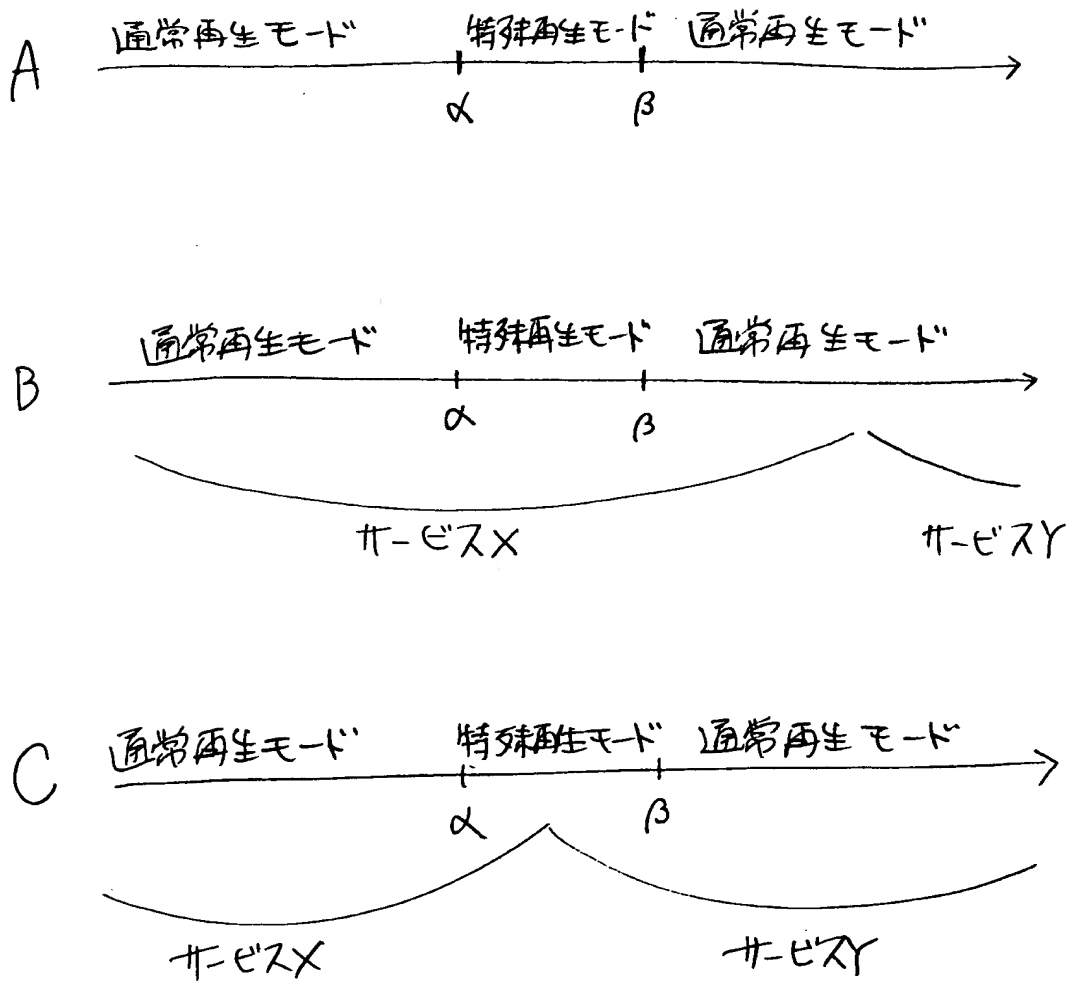 A 通常再生モード 特殊再生モード 通常再生モード
α β
B 通常再生モード 特殊再生モード 通常再生モード
α β
サービスX サービスY
C 通常再生モード 特殊再生モード 通常再生モード
α β
サービスX サービスY